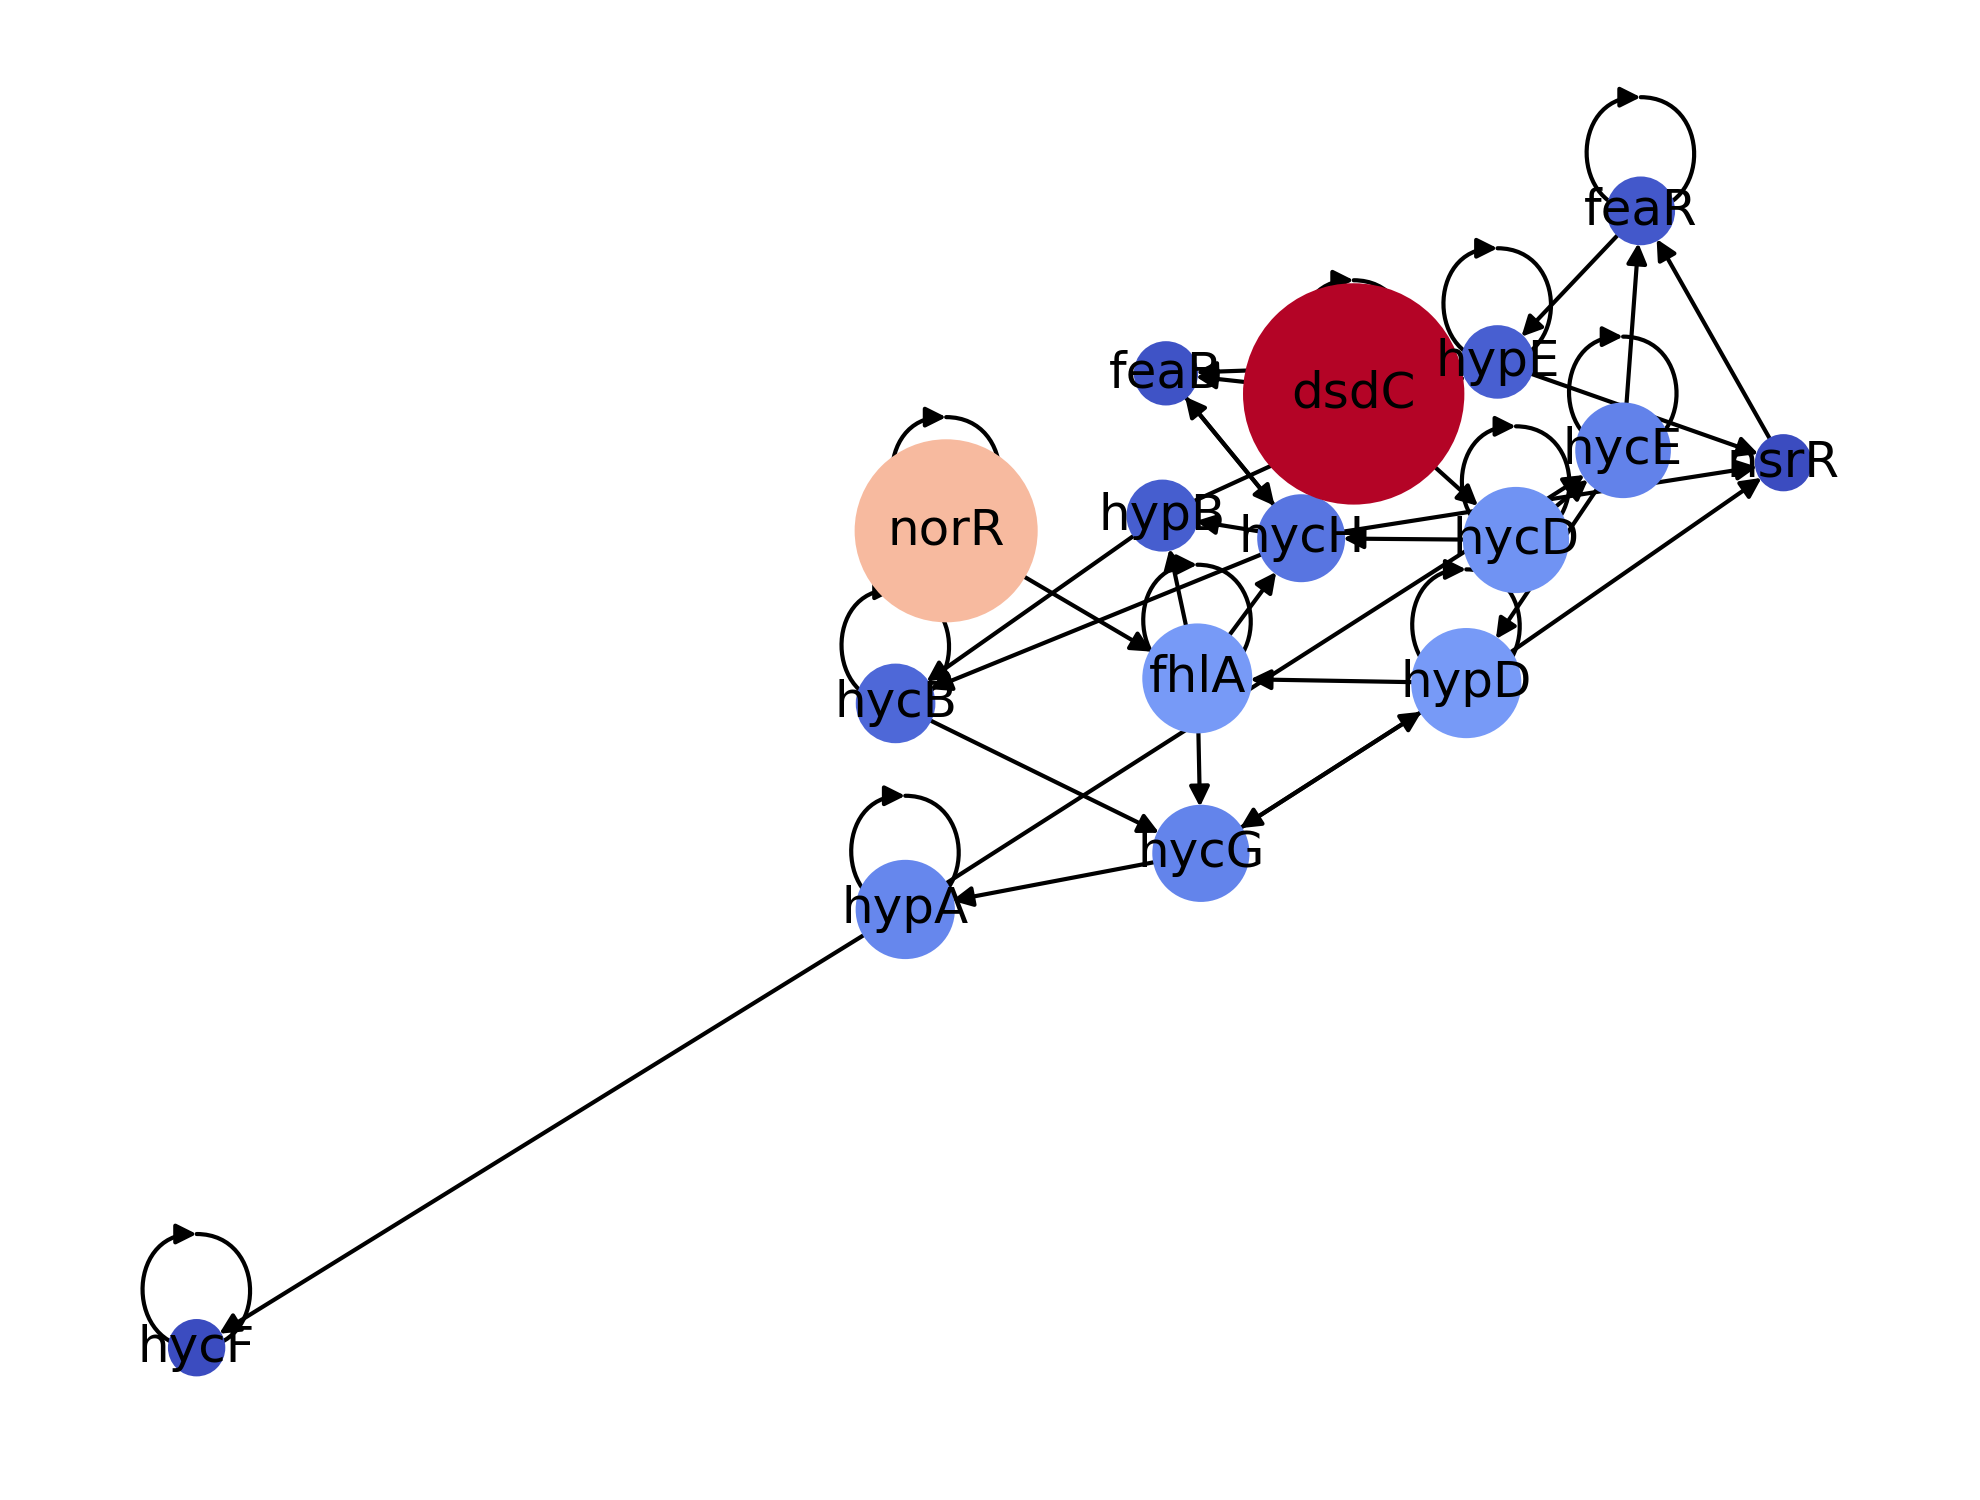 feaR
hypE
feaB
dsdC
hycE
nsrR
hypB
norR
hycH
hycD
fhlA
hypD
hycB
hycG
hypA
hycF